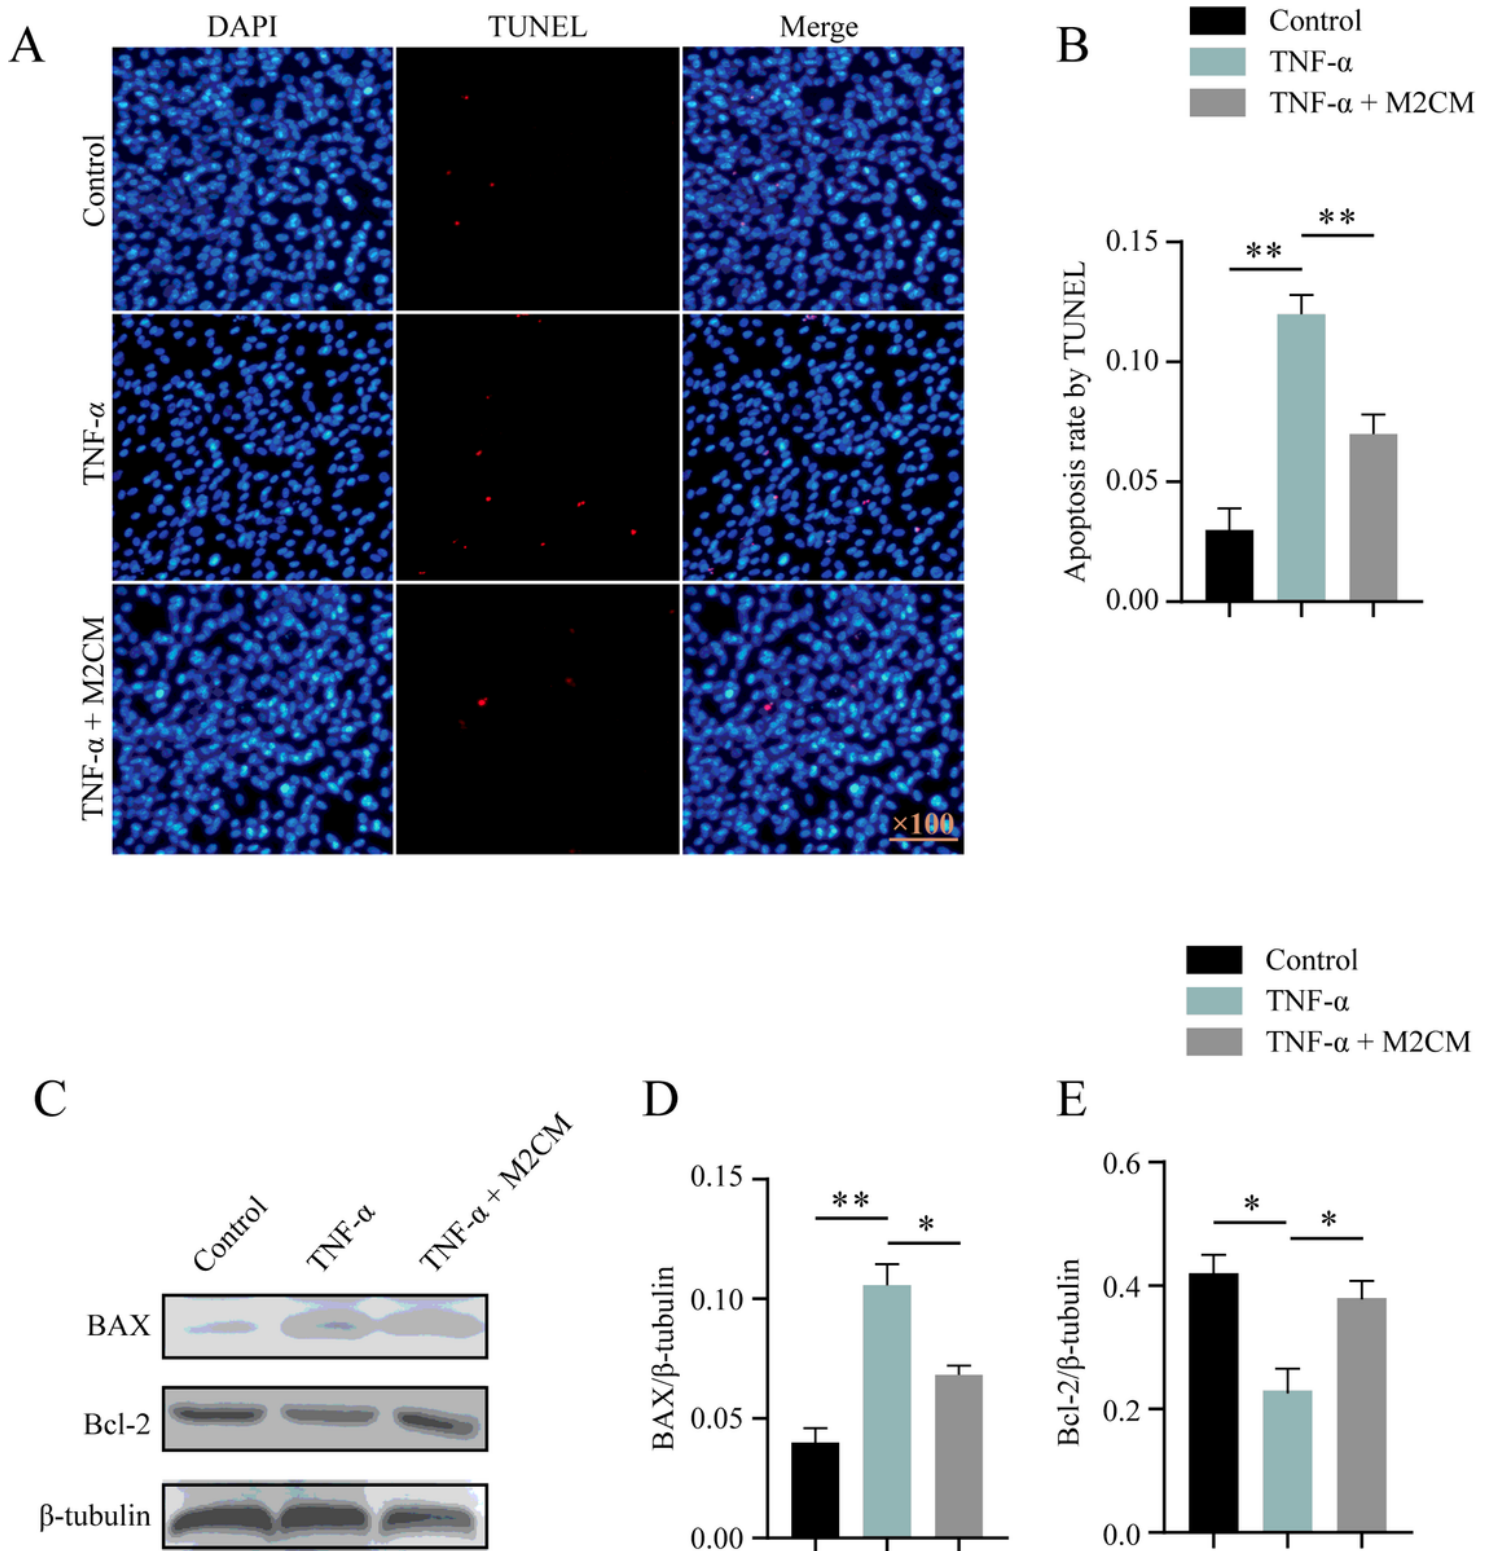 A
DAPI
TUNEL
Merge
Control
TNF-α
TNF-α + M2CM
×100
B
Control
TNF-α
TNF-α + M2CM
**
**
Apoptosis rate by TUNEL
0.15
0.10
0.05
0.00
C
Control
TNF-α
TNF-α + M2CM
BAX
Bcl-2
β-tubulin
D
**
*
BAX/β-tubulin
0.15
0.10
0.05
0.00
Control
TNF-α
TNF-α + M2CM
E
*
*
Bcl-2/β-tubulin
0.6
0.4
0.2
0.0